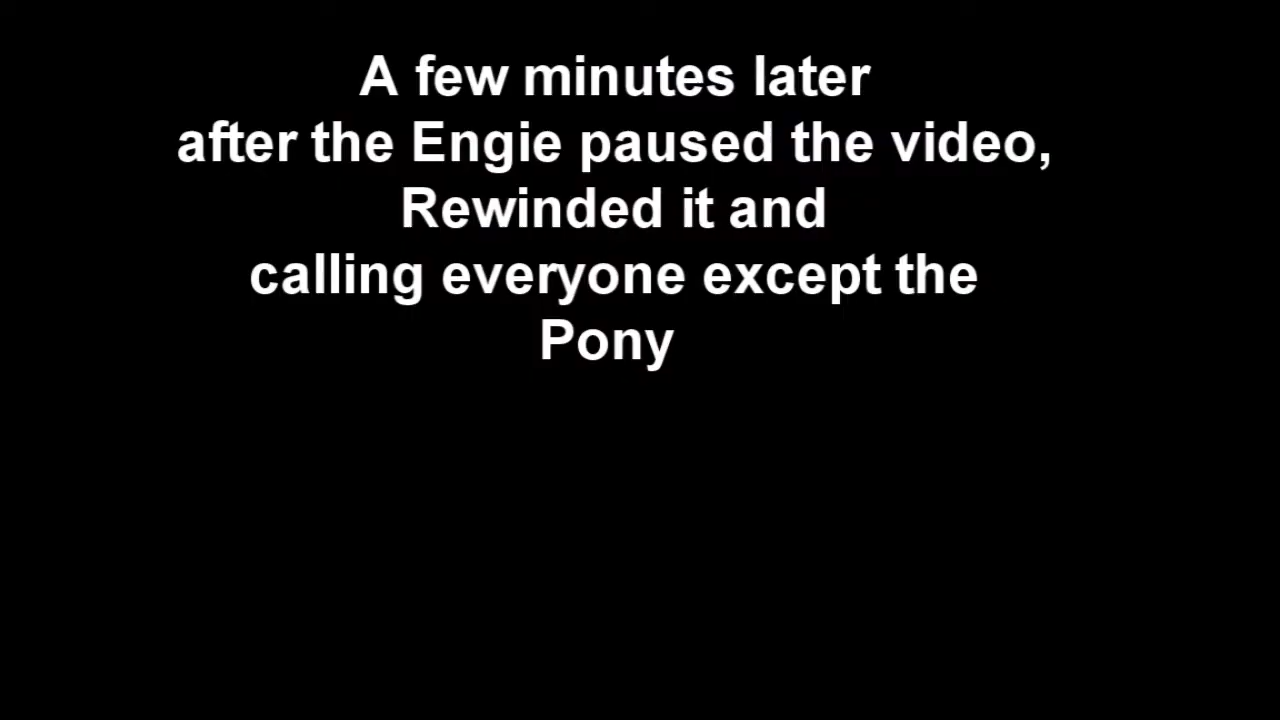 A few minutes later
after the Engie paused the video,
Rewinded it and
calling everyone except the
Pony